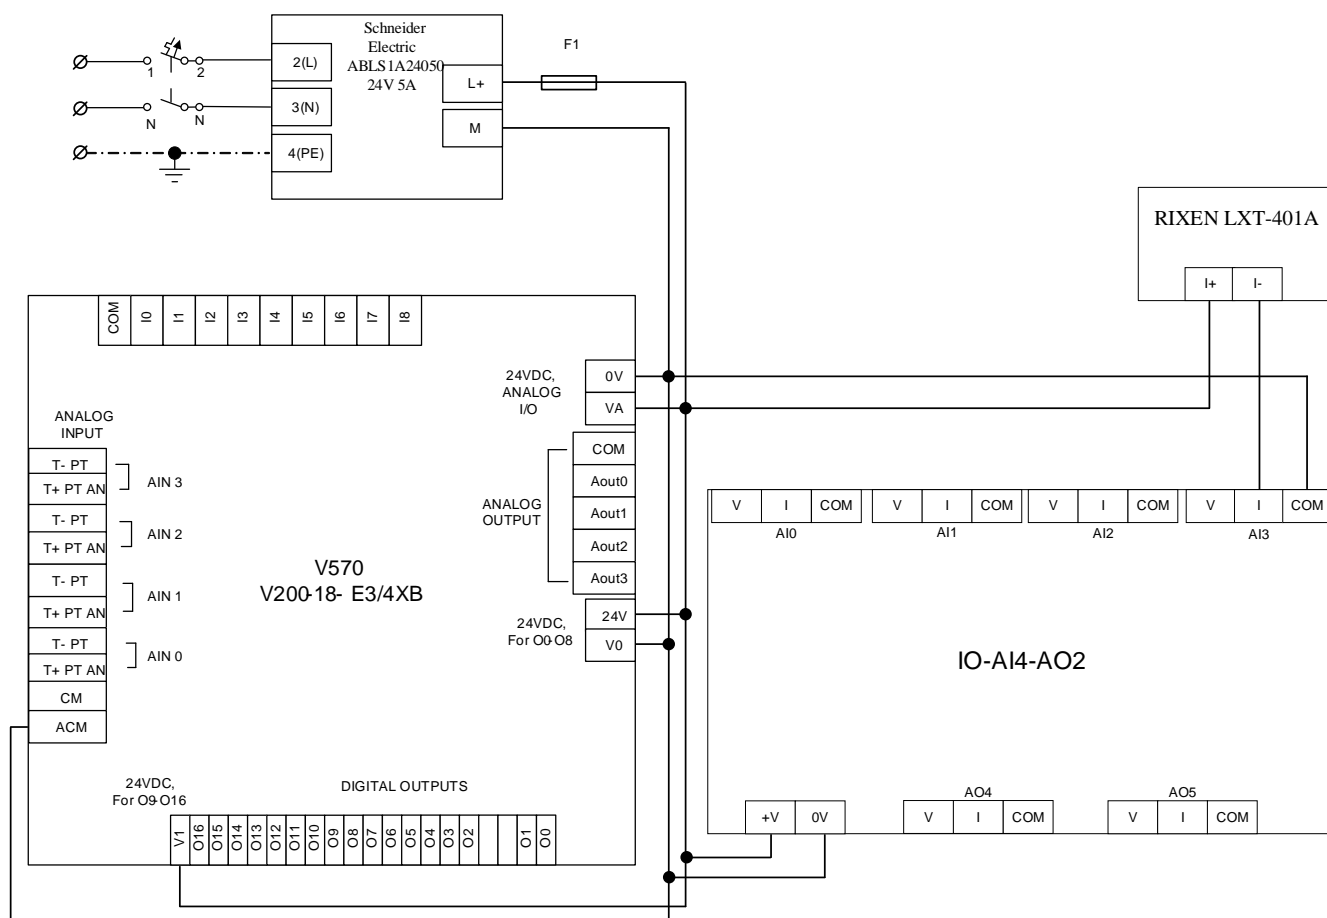 Schneider
Electric
ABLS1A24050
24V 5A
F1
1
2
2(L)
L+
N
N
3(N)
M
4(PE)
RIXEN LXT-401A
I+
I-
COM
I0
I1
I2
I3
I4
I5
I6
I7
I8
24VDC,
ANALOG
I/O
0V
VA
ANALOG
INPUT
T- PT
T+ PT AN
AIN 3
T- PT
T+ PT AN
AIN 2
T- PT
T+ PT AN
AIN 1
T- PT
T+ PT AN
AIN 0
CM
ACM
ANALOG
OUTPUT
COM
Aout0
Aout1
Aout2
Aout3
V570
V200-18- E3/4XB
24VDC,
For O0-O8
24V
V0
24VDC,
For O9-O16
DIGITAL OUTPUTS
V1
O16
O15
O14
O13
O12
O11
O10
O9
O8
O7
O6
O5
O4
O3
O2
O1
O0
V
I
COM
AI0
V
I
COM
AI1
V
I
COM
AI2
V
I
COM
AI3
IO-AI4-AO2
+V
0V
AO4
V
I
COM
AO5
V
I
COM